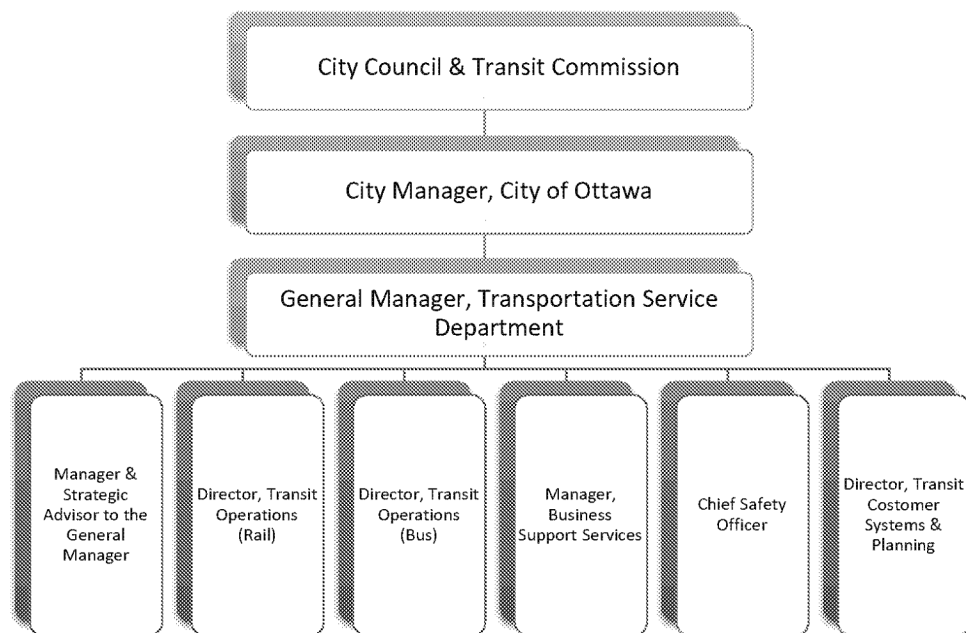 City Council & Transit Commission
City Manager, City of Ottawa
General Manager, Transportation Service
Department
Manager &
Strategic
Advisor to the
General
Manager
Director, Transit
Operations
(Rail)
Director, Transit
Operations
(Bus)
Manager,
Business
Support Services
Chief Safety
Officer
Director, Transit
Costomer
Systems &
Planning